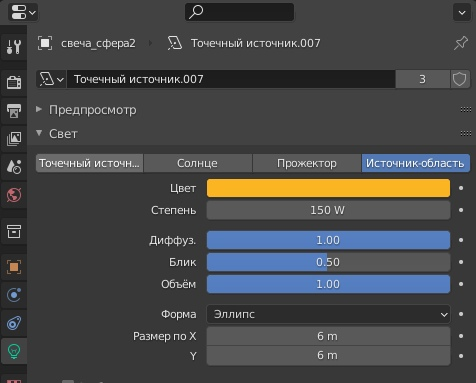 свеча_сфера2 Точечный источник.007
Точечный источник.007 3
Предпросмотр
Свет
Точечный источн... Солнце Прожектор Источник-область
Цвет
Степень 150 W
Диффуз. 1.00
Блик 0.50
Объём 1.00
Форма Эллипс
Размер по X 6 m
Y 6 m